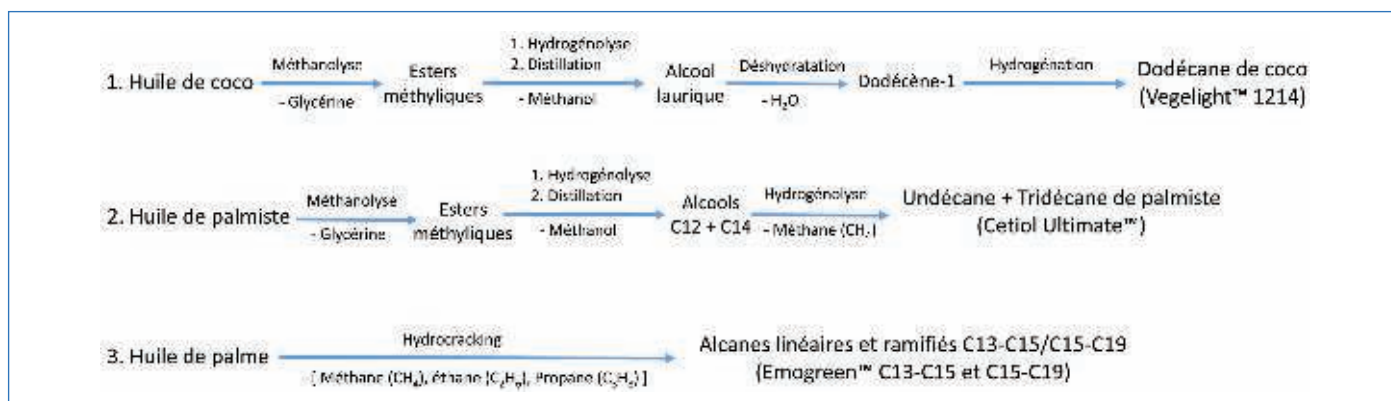 1. Huile de coco
Méthanolyse
- Glycérine
Esters
méthyliques
1. Hydrogénolyse
2. Distillation
- Méthanol
Alcool
laurique
Déshydratation
- H₂O
Dodécène-1
Hydrogénation
Dodécane de coco
(Vegelight™ 1214)
2. Huile de palmiste
Méthanolyse
- Glycérine
Esters
méthyliques
1. Hydrogénolyse
2. Distillation
- Méthanol
Alcools
C12 + C14
Hydrogénolyse
- Méthane
Undécane + Tridécane de palmiste
(Cetiol Ultimate™)
3. Huile de palme
Hydrocracking
- [ Méthane (CH₄), éthane Propane ]
Alcanes linéaires et ramifiés C13-C15/C15-C19
(Emogreen™ C13-C15 et C15-C19)